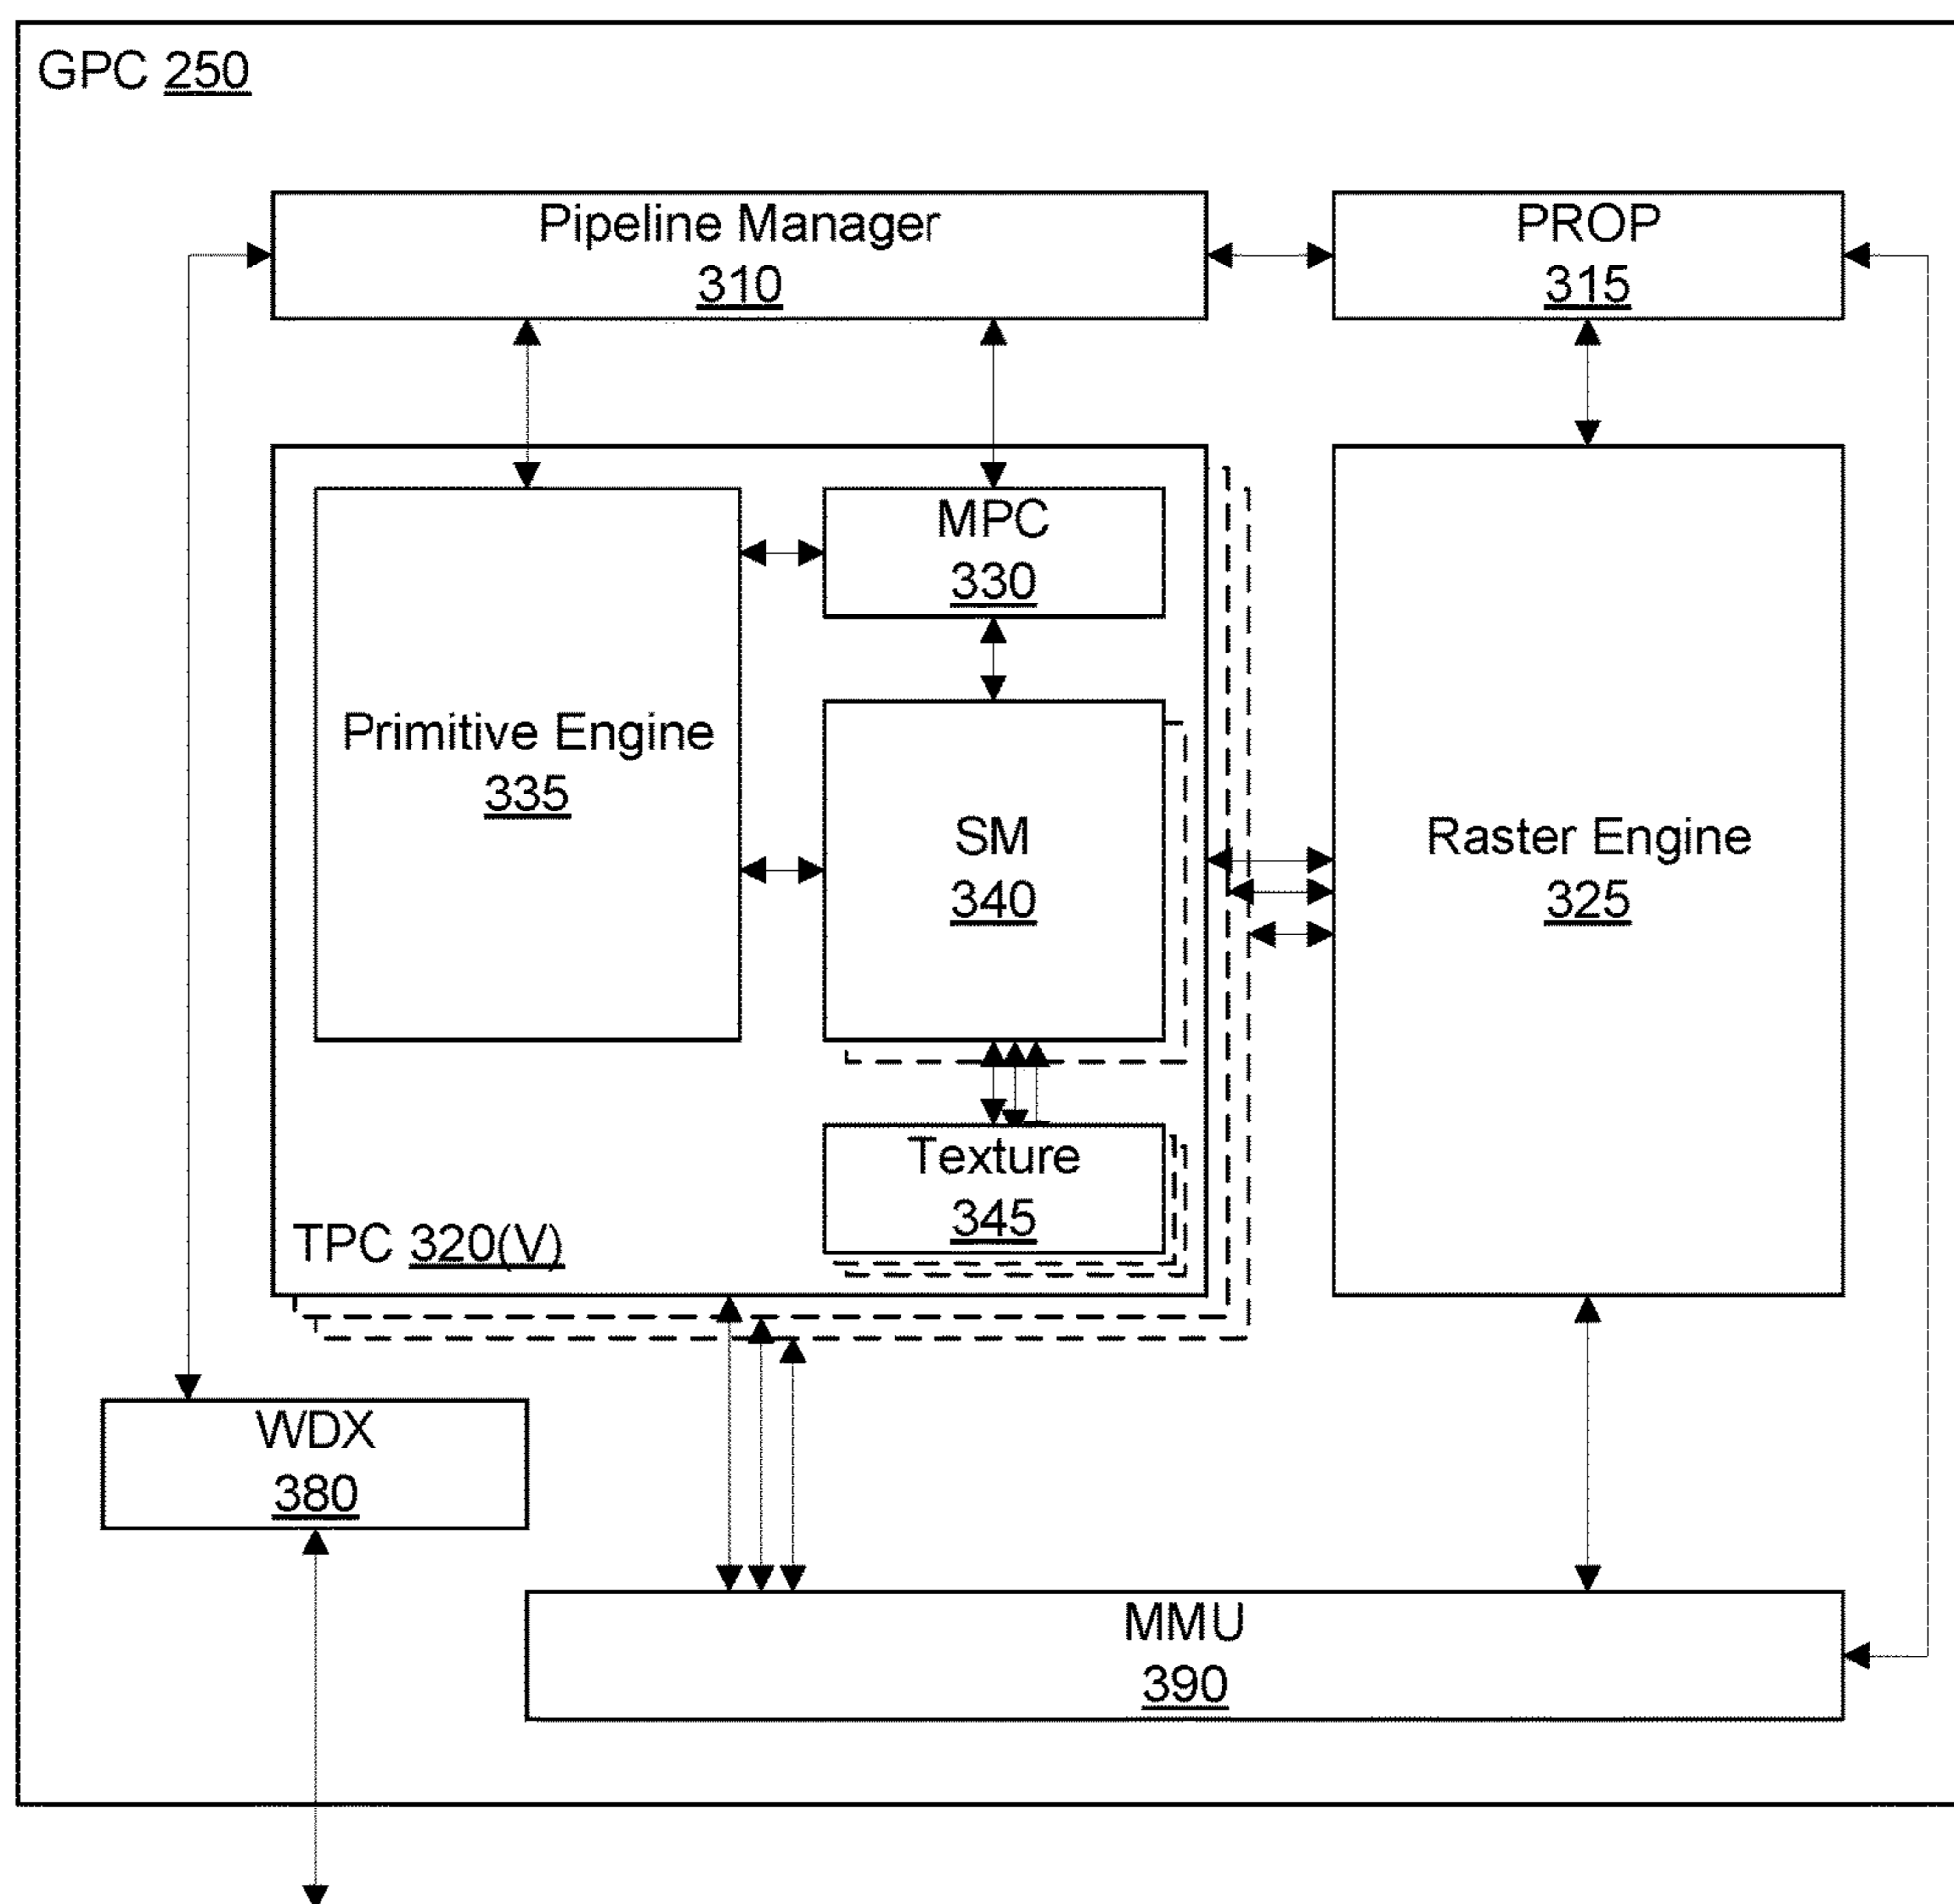 GPC 250
Pipeline Manager
310
PROP
315
MPC
330
Primitive Engine
335
SM
340
Raster Engine
325
Texture
345
TPC 320(V)
WDX
380
MMU
390